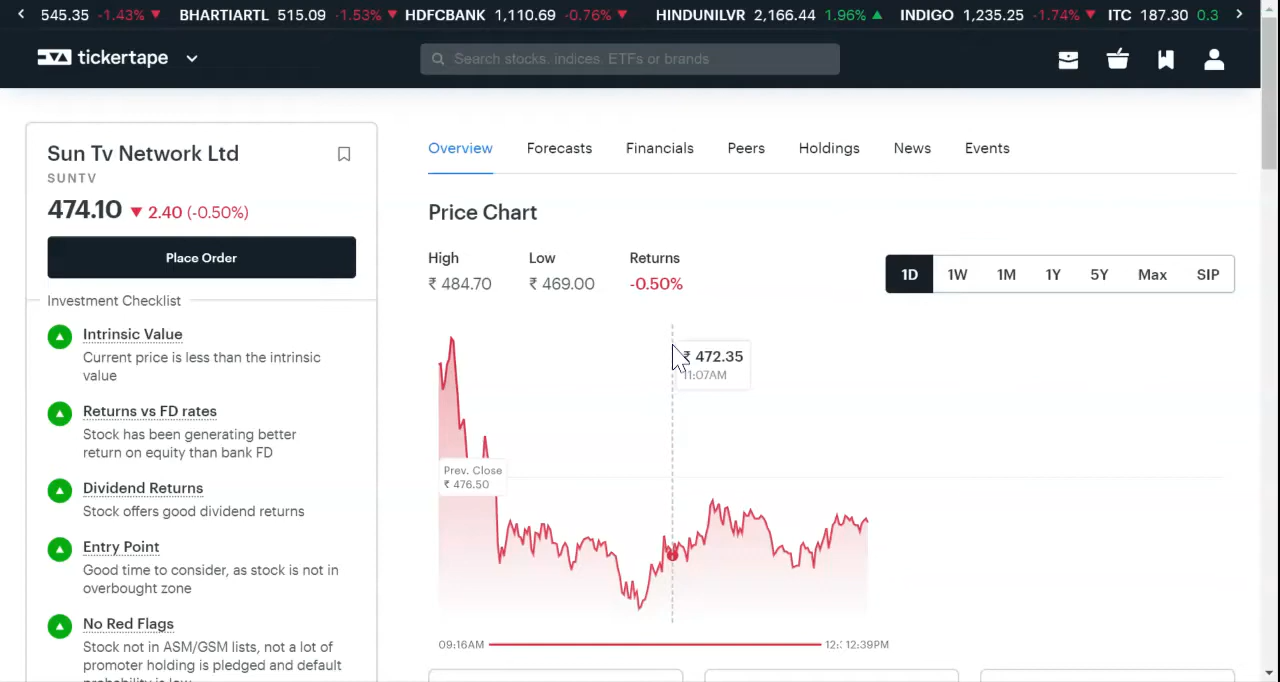 545.35 -1.43% ▼ BHARTIARTL 515.09 -1.53% ▼ HDFCBANK 1,110.69 -0.76% ▼ HINDUNILVR 2,166.44 1.96% ▲ INDIGO 1,235.25 -1.74% ▼ ITC 187.30 0.3
tickertape
Search stocks, indices, ETFs or brands
Sun Tv Network Ltd
SUNTV
474.10 ▼ 2.40 (-0.50%)
Place Order
Investment Checklist
Intrinsic Value
Current price is less than the intrinsic
value
Returns vs FD rates
Stock has been generating better
return on equity than bank FD
Dividend Returns
Stock offers good dividend returns
Entry Point
Good time to consider, as stock is not in
overbought zone
No Red Flags
Stock not in ASM/GSM lists, not a lot of
promoter holding is pledged and default
probability is low
Overview Forecasts Financials Peers Holdings News Events
Price Chart
High Low Returns
₹ 484.70 ₹ 469.00 -0.50%
1D 1W 1M 1Y 5Y Max SIP
₹ 472.35
11:07AM
Prev. Close
₹ 476.50
09:16AM 12:39PM